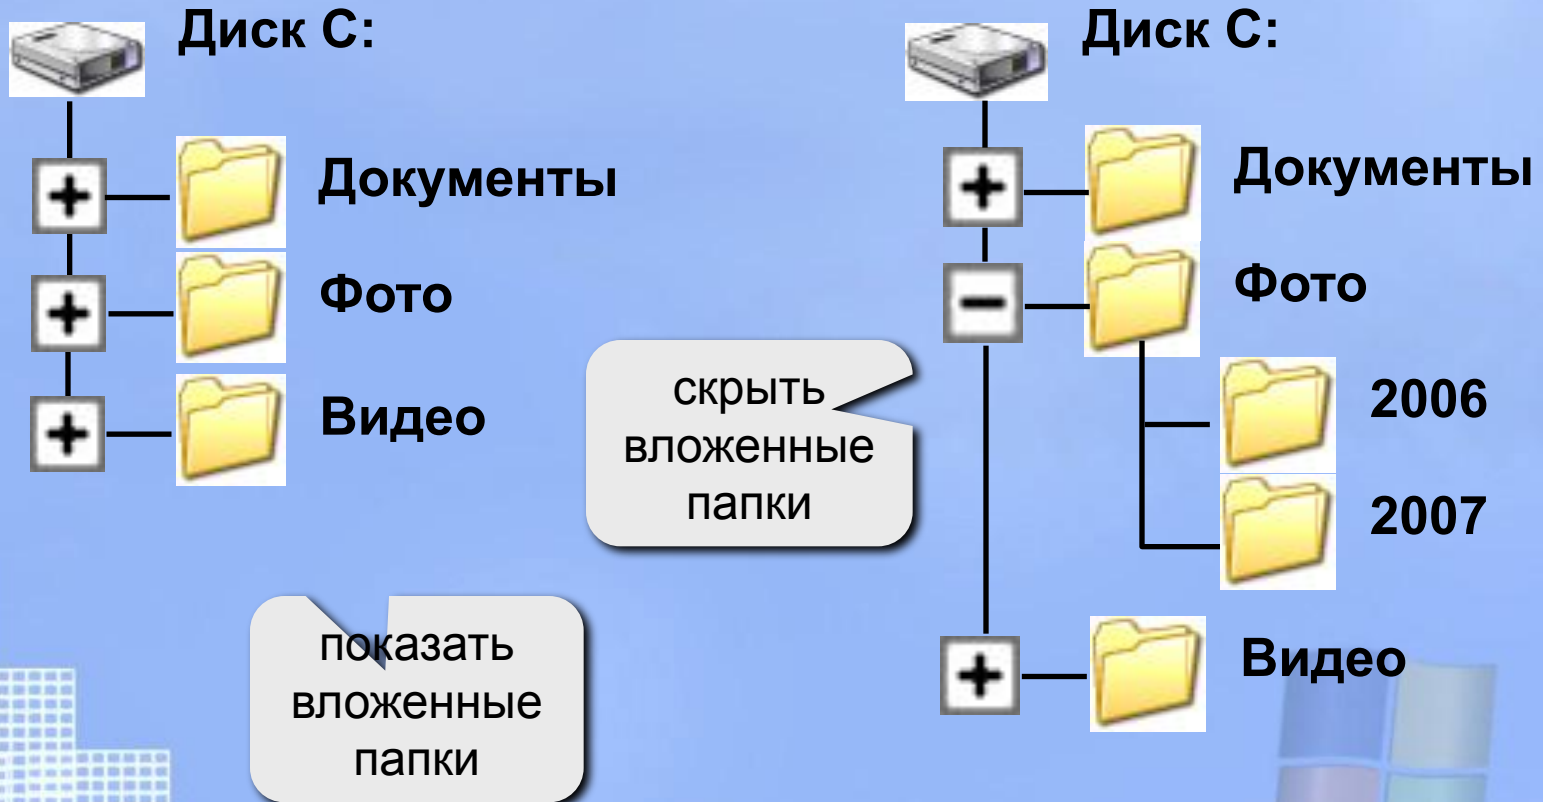 Диск C:
Документы
Фото
Видео
показать
вложенные
папки
скрыть
вложенные
папки
Диск C:
Документы
Фото
2006
2007
Видео